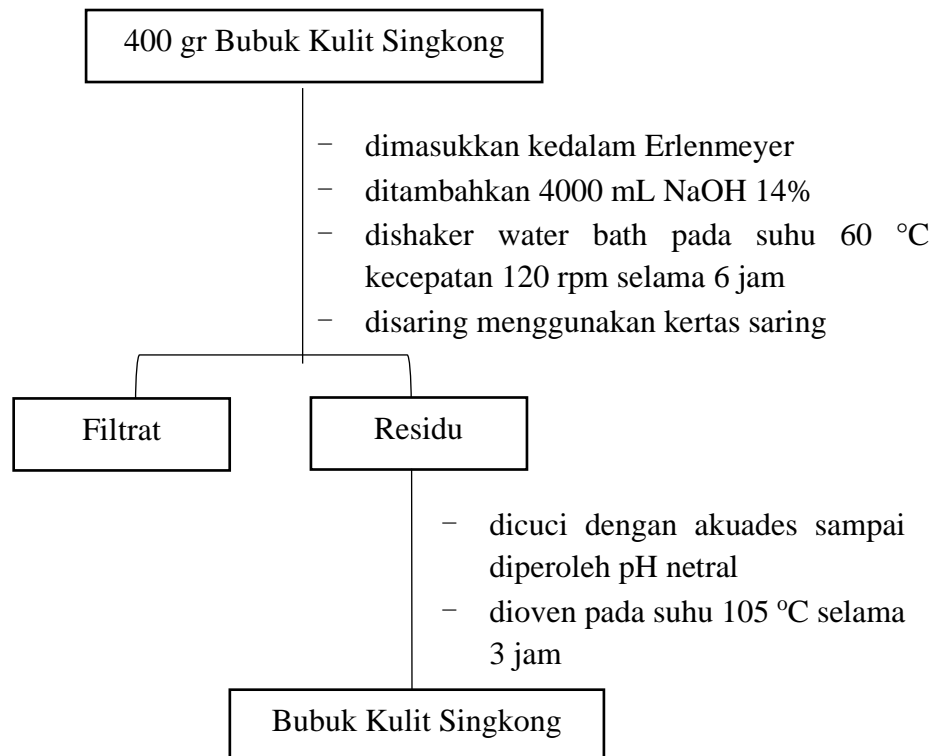 400 gr Bubuk Kulit Singkong
− dimasukkan kedalam Erlenmeyer
− ditambahkan 4000 mL NaOH 14%
− dishaker water bath pada suhu 60 °C
kecepatan 120 rpm selama 6 jam
− disaring menggunakan kertas saring
Filtrat
Residu
− dicuci dengan akuades sampai
diperoleh pH netral
− dioven pada suhu 105 °C selama
3 jam
Bubuk Kulit Singkong